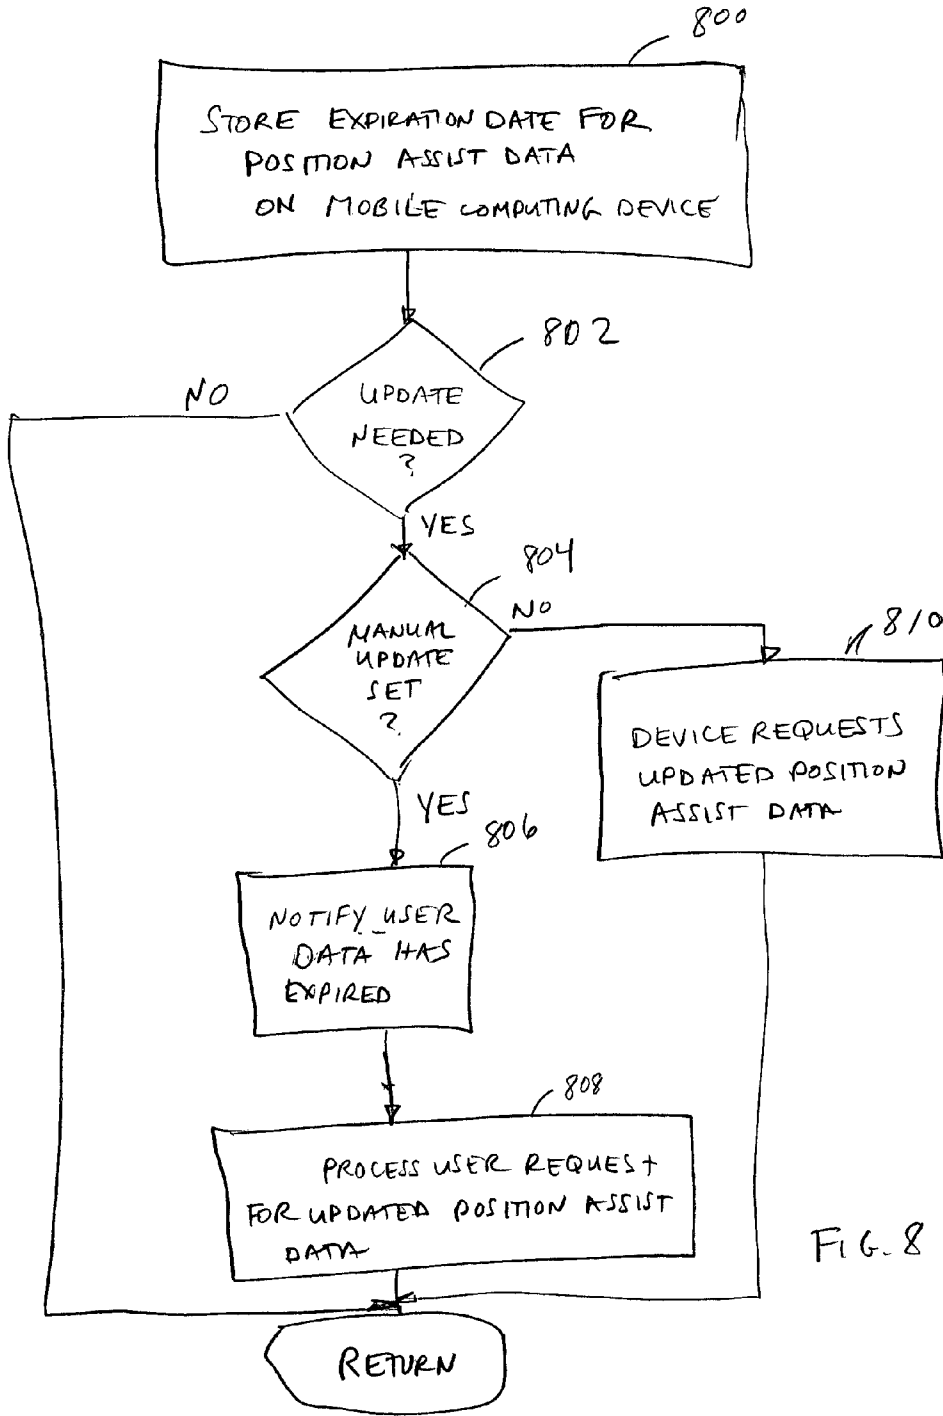 800
STORE EXPIRATION DATE FOR
POSITION ASSIST DATA
ON MOBILE COMPUTING DEVICE
802
NO
UPDATE
NEEDED
?
YES
804
NO
MANUAL
UPDATE
SET
?
810
DEVICE REQUESTS
UPDATED POSITION
ASSIST DATA
YES
806
NOTIFY USER
DATA HAS
EXPIRED
808
PROCESS USER REQUEST
FOR UPDATED POSITION ASSIST
DATA
FIG. 8
RETURN